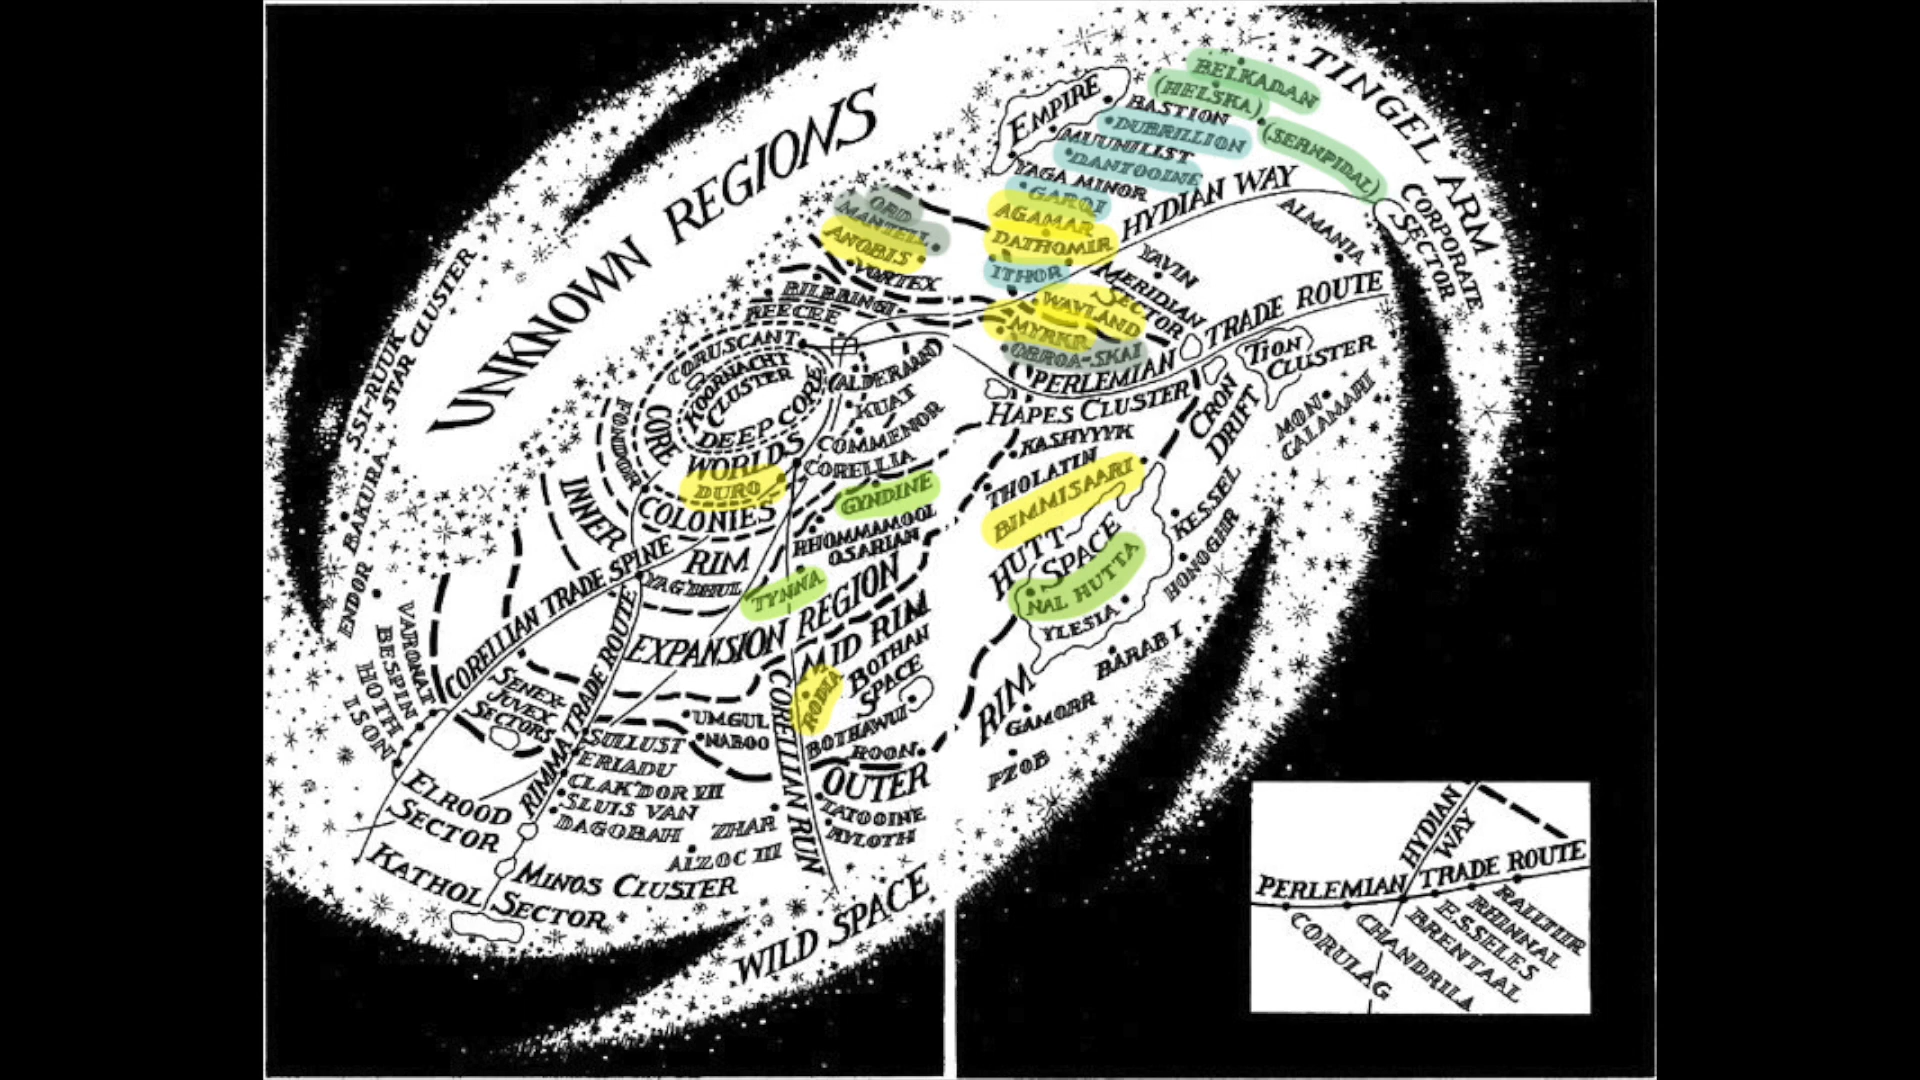 TINGEL ARM
BELKADAN
(HELSKA)
(SERNPIDAL)
EMPIRE
BASTION
DUBRILLION
MUUNILIST
DANTOOINE
YAGA MINOR
GARQI
AGAMAR
DATHOMIR
ITHOR
HYDIAN WAY
ALMANIA
CORPORATE
SECTOR
YAVIN
MERIDIAN
SECTOR
WAYLAND
MYRKR
OBROA-SKAI
PERLEMIAN
TRADE ROUTE
TION
CLUSTER
CRON
DRIFT
MON
CALAMARI
HAPES CLUSTER
KASHYYYK
THOLATIN
BIMMISAARI
HUTT
SPACE
NAL HUTTA
YLESIA
KESSEL
HONOGHR
BARAB I
RIM
GAMORR
PZOB
UNKNOWN REGIONS
ORD
MANTELL
ANOBIS
VORTEX
BILBRINGI
BEECEE
CORUSCANT
KOORNACHT
CLUSTER
DEEP CORE
(ALDERAAN)
KUAT
COMMENOR
CORELLIA
CORE
WORLDS
DURO
FONDOR
COLONIES
INNER
RIM
GYNDINE
RHOMMAMOOL
OSARIAN
YAG'DHUL
TYNNA
EXPANSION REGION
MID RIM
BOTHAN
SPACE
RODIA
BOTHAWUI
ROON
OUTER
SSI-RUUK
STAR CLUSTER
ENDOR
BAKURA
CORELLIAN TRADE SPINE
RIMMA TRADE ROUTE
CORELLIAN RUN
VARONAT
BESPIN
HOTH
ISON
SENEX-
JUVEX
SECTORS
UMGUL
NABOO
SULLUST
ERIADU
CLAK'DOR VII
SLUIS VAN
DAGOBAH
ZHAR
ALZOC III
TATOOINE
RYLOTH
ELROOD
SECTOR
MINOS CLUSTER
KATHOL SECTOR
WILD SPACE
HYDIAN
WAY
PERLEMIAN TRADE ROUTE
RALLTIIR
RHINNAL
ESSELES
BRENTAAL
CHANDRILA
CORULAG